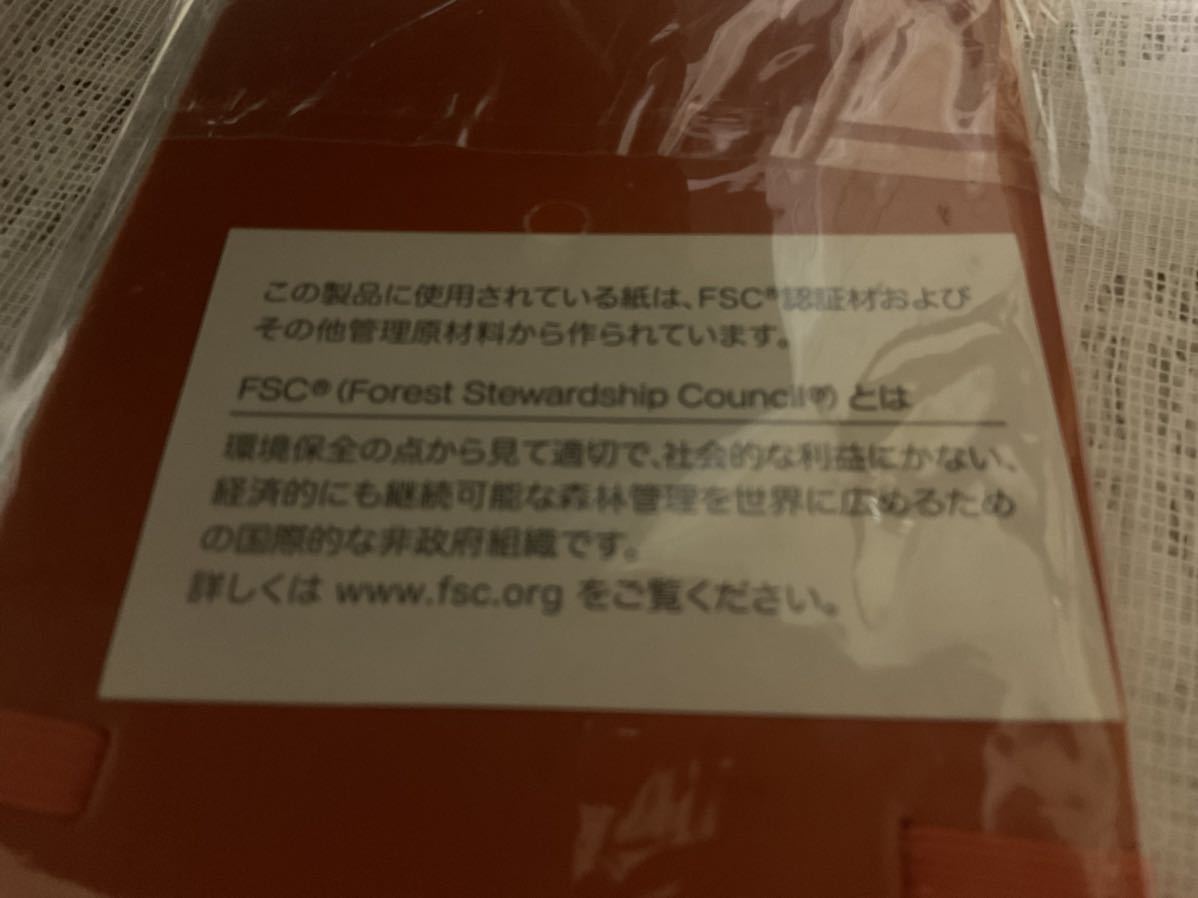 この製品に使用されている紙は、FSC®認証材および
その他管理原材料から作られています。
FSC®(Forest Stewardship Council®) とは
環境保全の点から見て適切で、社会的な利益にかない、
経済的にも継続可能な森林管理を世界に広めるため
の国際的な非政府組織です。
詳しくは www.fsc.org をご覧ください。